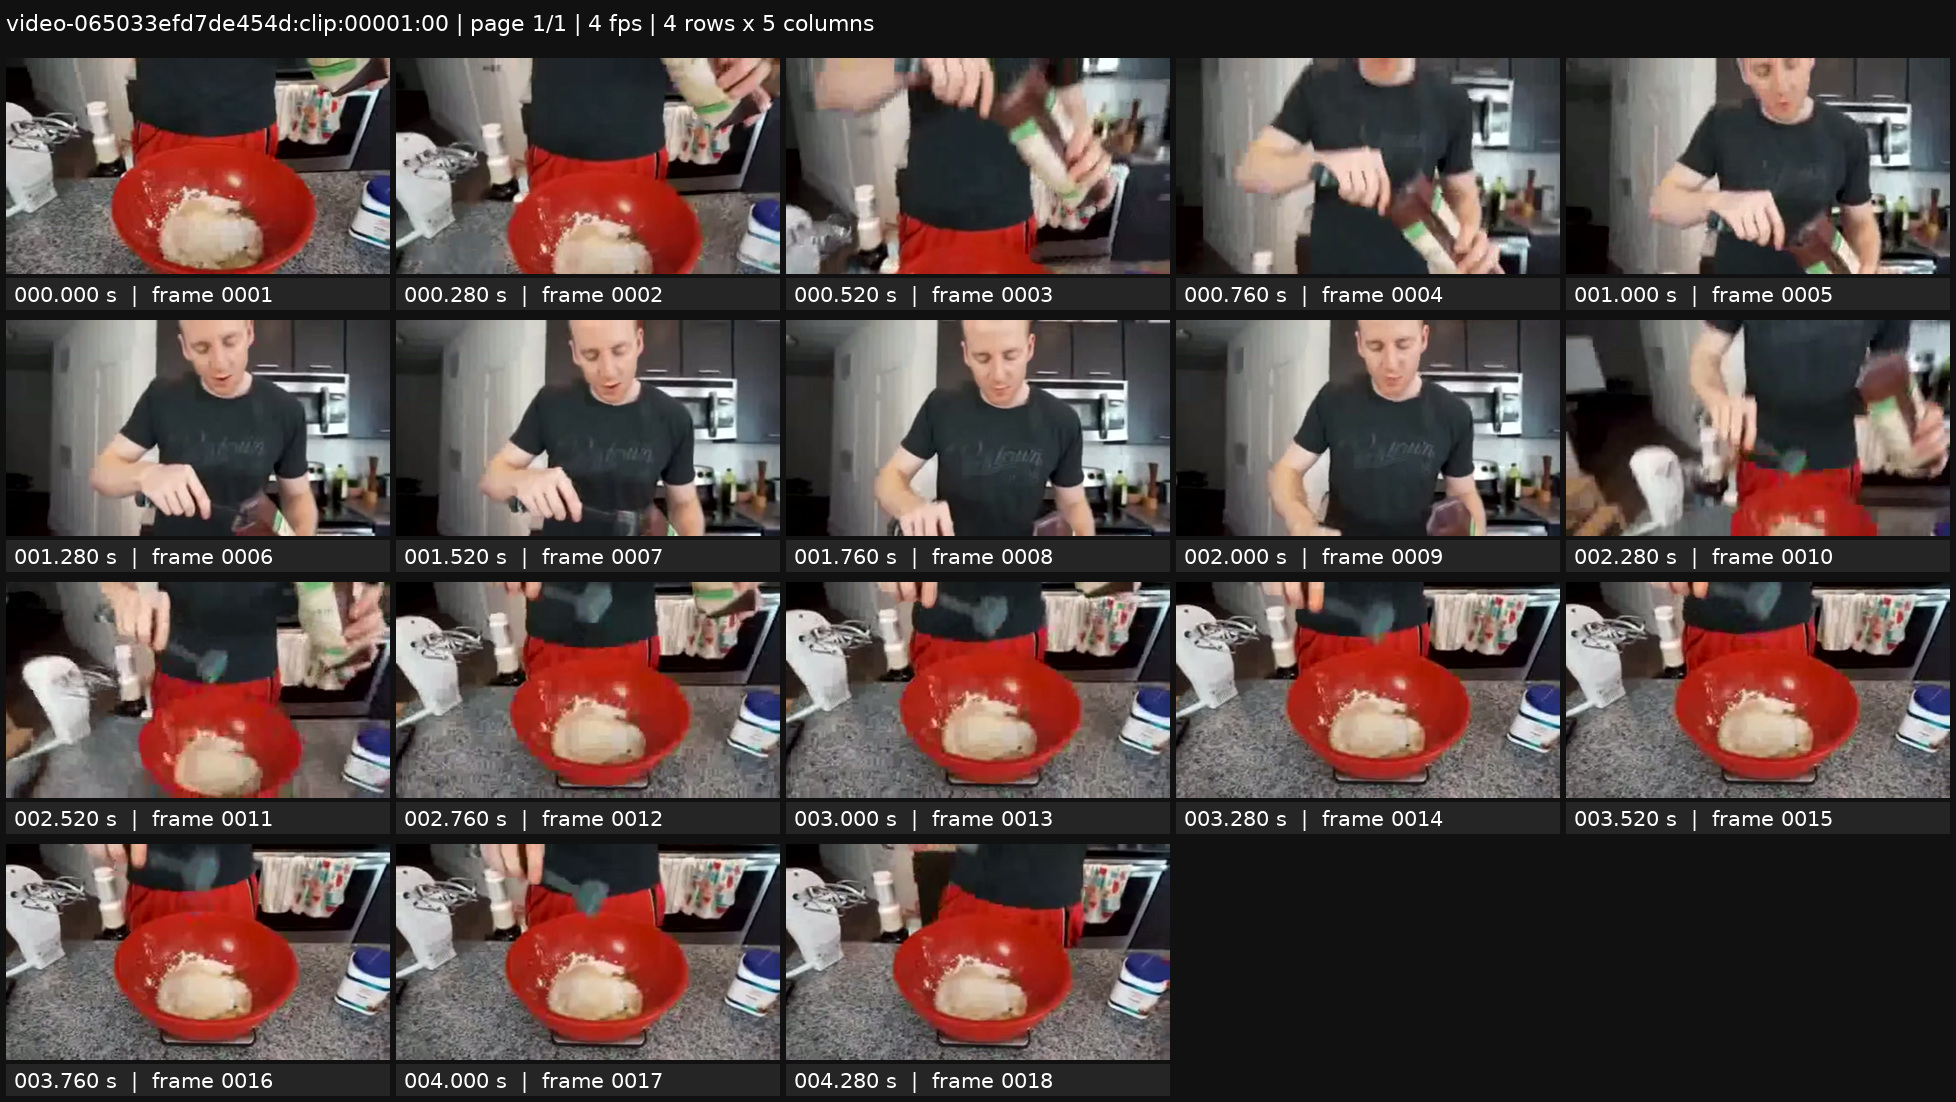 video-065033efd7de454d:clip:00001:00 | page 1/1 | 4 fps | 4 rows x 5 columns
000.000 s | frame 0001
000.280 s | frame 0002
000.520 s | frame 0003
000.760 s | frame 0004
001.000 s | frame 0005
001.280 s | frame 0006
001.520 s | frame 0007
001.760 s | frame 0008
002.000 s | frame 0009
002.280 s | frame 0010
002.520 s | frame 0011
002.760 s | frame 0012
003.000 s | frame 0013
003.280 s | frame 0014
003.520 s | frame 0015
003.760 s | frame 0016
004.000 s | frame 0017
004.280 s | frame 0018